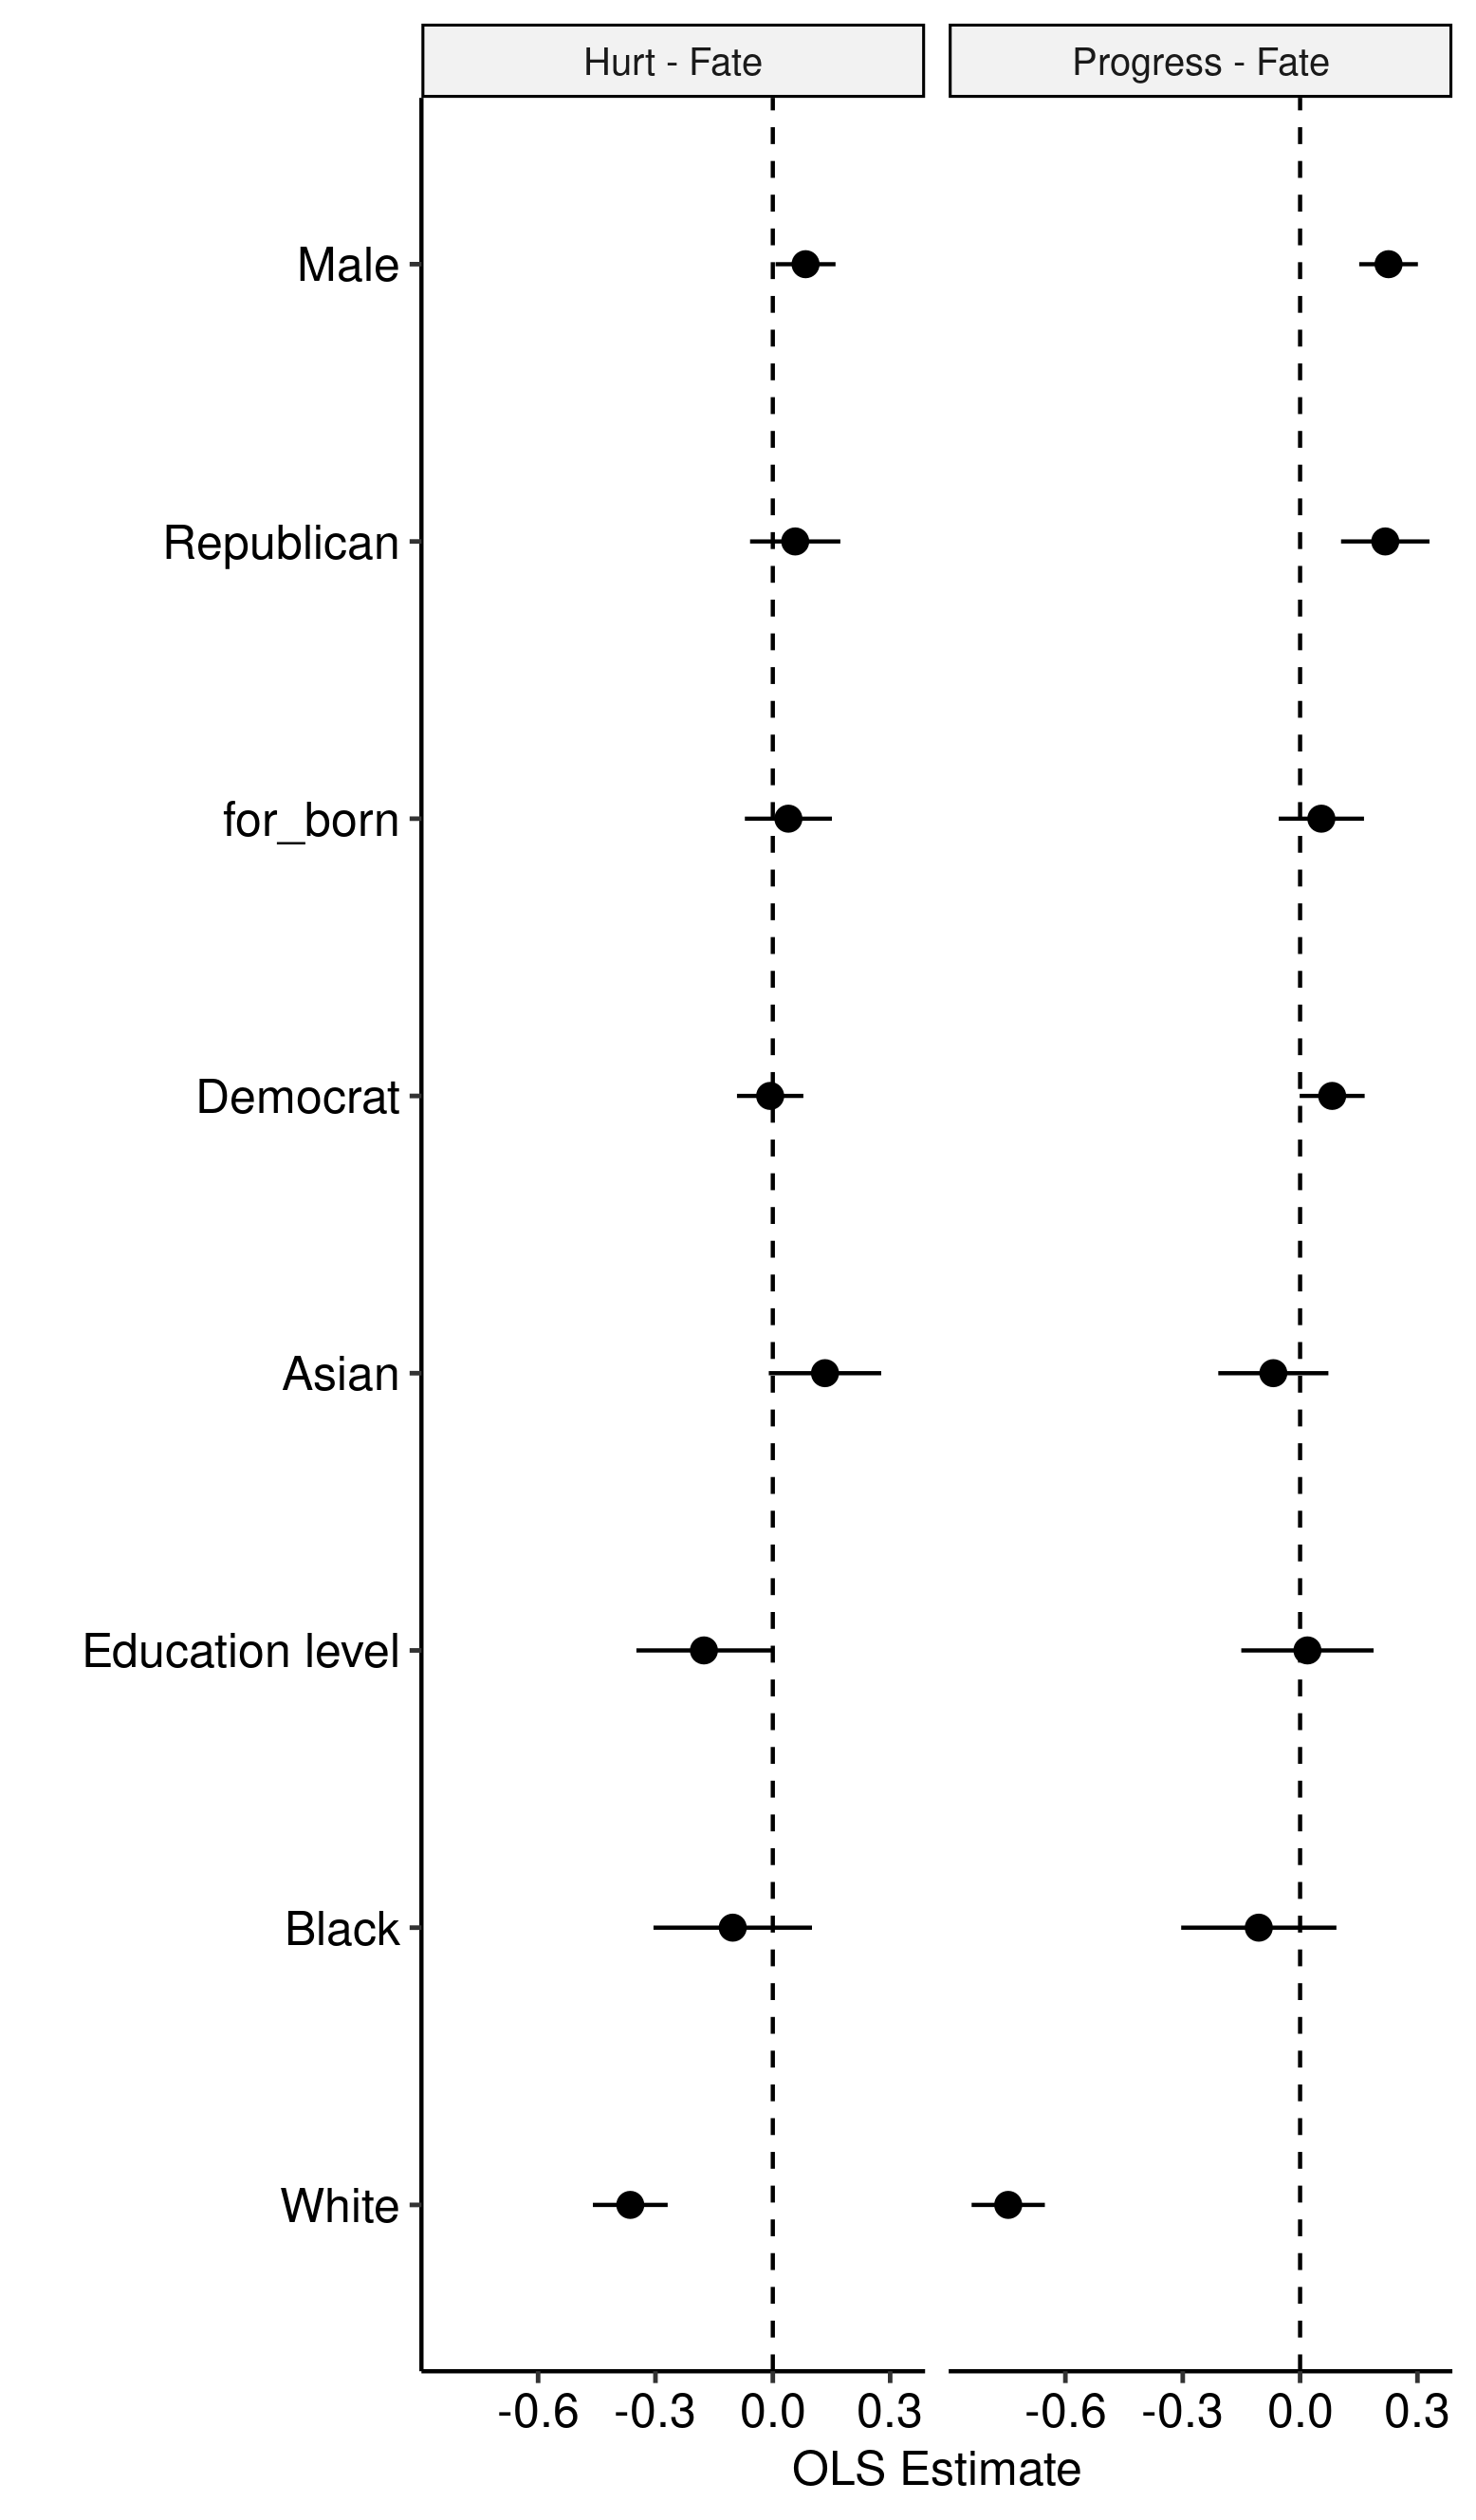 Hurt - Fate
Progress - Fate
Male
Republican
for_born
Democrat
Asian
Education level
Black
White
-0.6 -0.3 0.0 0.3
-0.6 -0.3 0.0 0.3
OLS Estimate